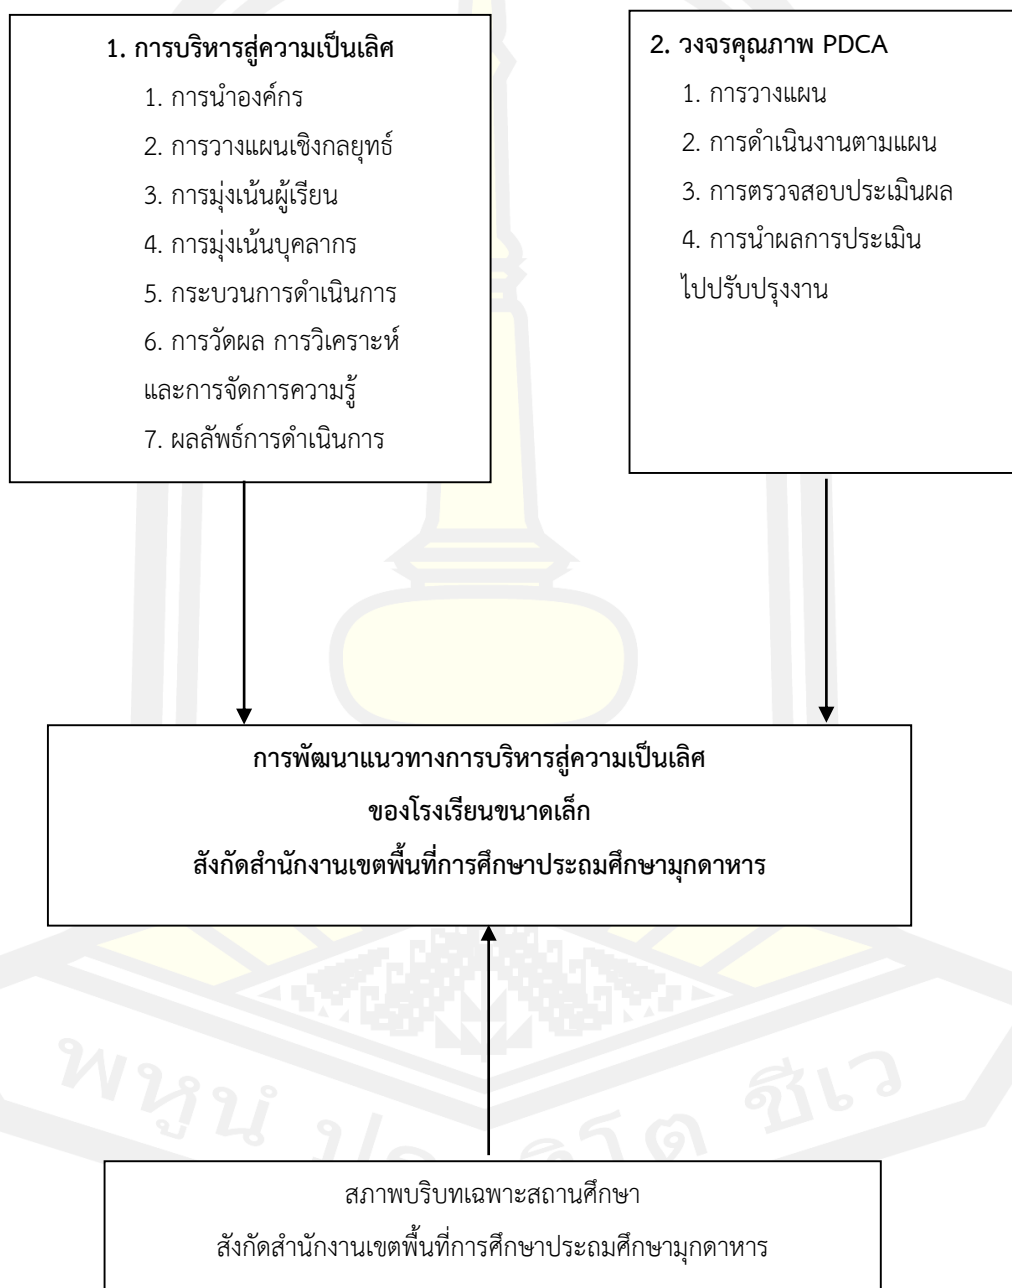 1. การบริหารสู่ความเป็นเลิศ
1. การนำองค์กร
2. การวางแผนเชิงกลยุทธ์
3. การมุ่งเน้นผู้เรียน
4. การมุ่งเน้นบุคลากร
5. กระบวนการดำเนินการ
6. การวัดผล การวิเคราะห์
และการจัดการความรู้
7. ผลลัพธ์การดำเนินการ
2. วงจรคุณภาพ PDCA
1. การวางแผน
2. การดำเนินงานตามแผน
3. การตรวจสอบประเมินผล
4. การนำผลการประเมิน
ไปปรับปรุงงาน
การพัฒนาแนวทางการบริหารสู่ความเป็นเลิศ
ของโรงเรียนขนาดเล็ก
สังกัดสำนักงานเขตพื้นที่การศึกษาประถมศึกษามุกดาหาร
พหูนํ ชีเว
สภาพบริบทเฉพาะสถานศึกษา
สังกัดสำนักงานเขตพื้นที่การศึกษาประถมศึกษามุกดาหาร